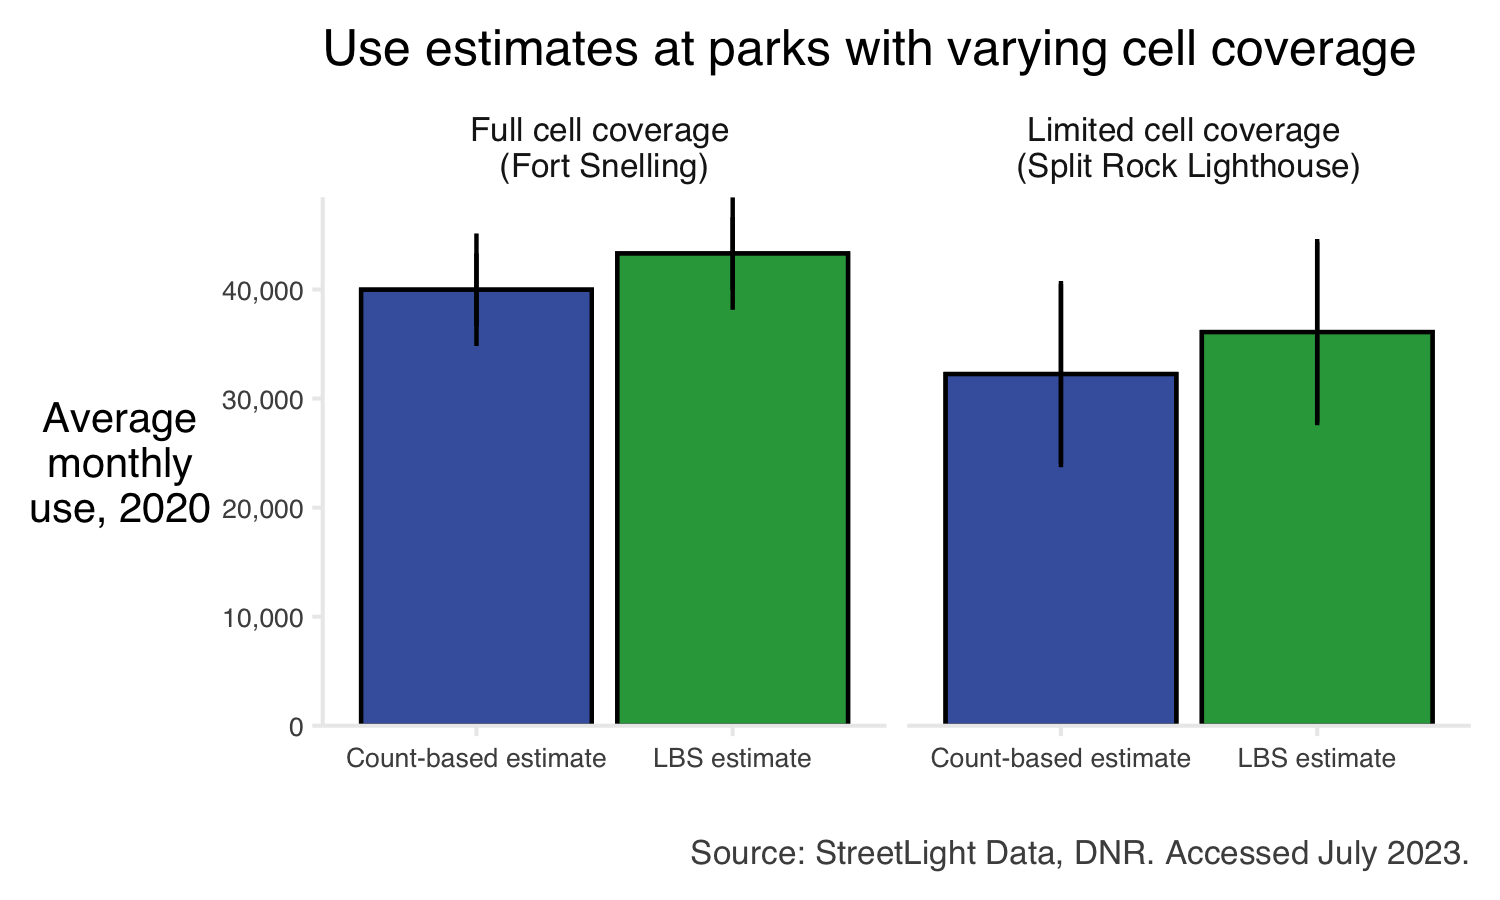 Use estimates at parks with varying cell coverage
Full cell coverage
(Fort Snelling)
Limited cell coverage
(Split Rock Lighthouse)
Average
monthly
use, 2020
40,000
30,000
20,000
10,000
0
Count-based estimate
LBS estimate
Count-based estimate
LBS estimate
Source: StreetLight Data, DNR. Accessed July 2023.